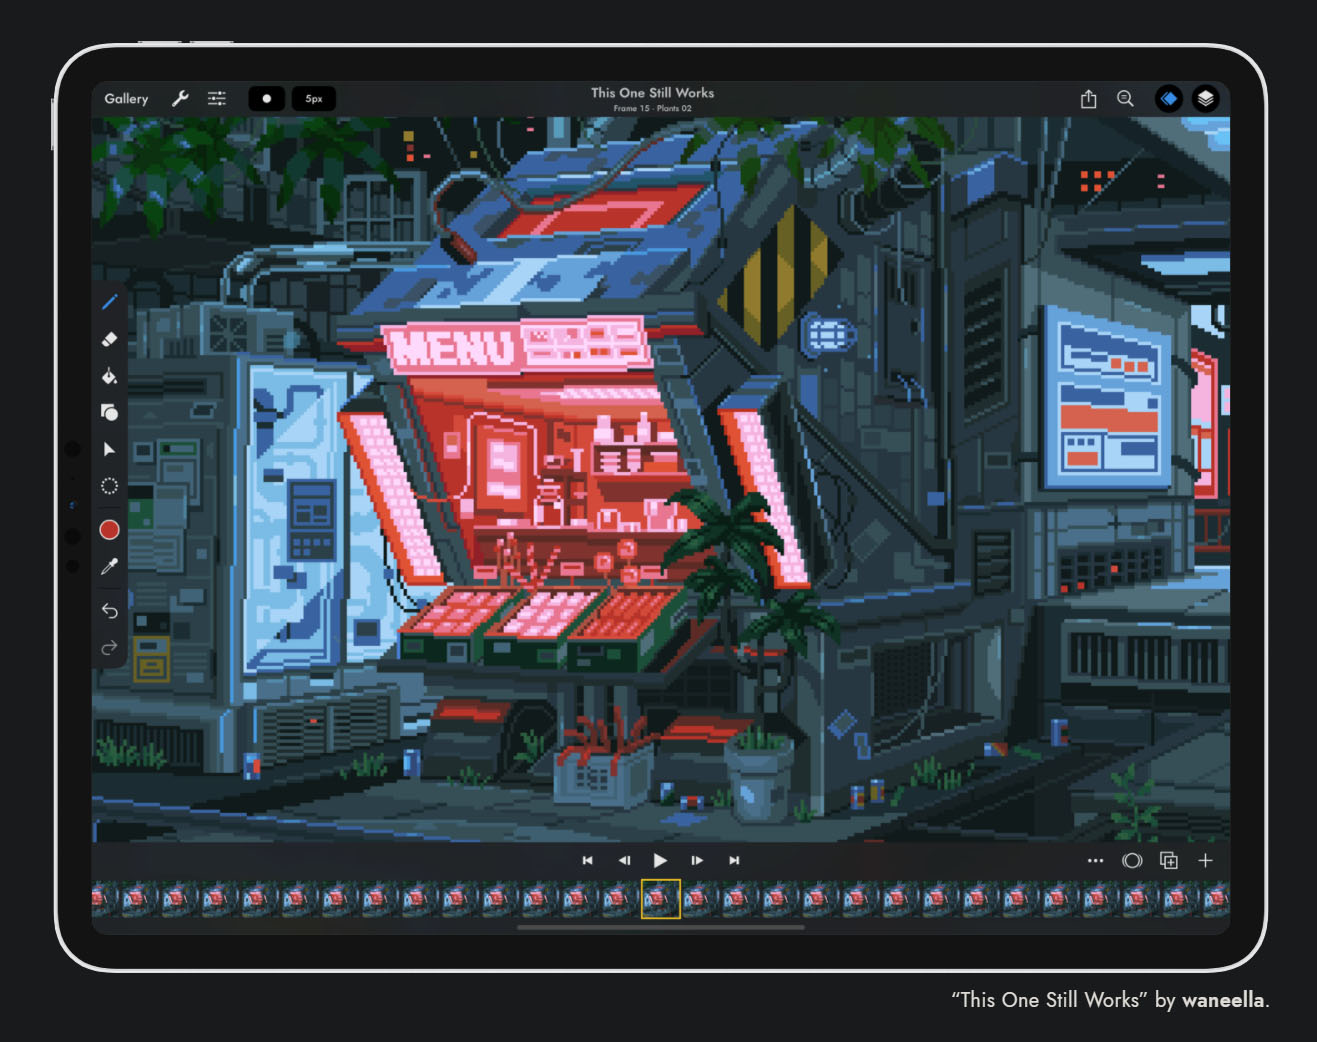 Gallery
5px
This One Still Works
Frame 15 - Plants 02
MENU
“This One Still Works” by waneella.